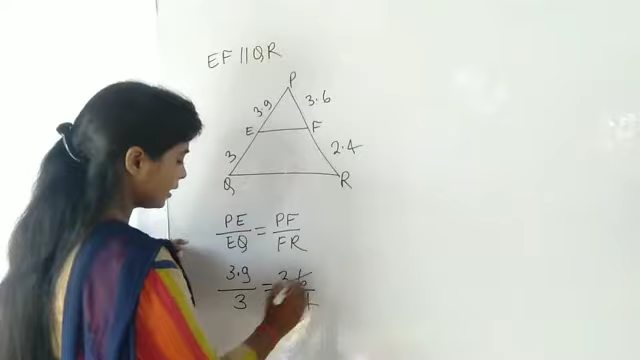 EF || QR
P
3.9 3.6
E F
3 2.4
Q R
PE/EQ = PF/FR
3.9/3 =